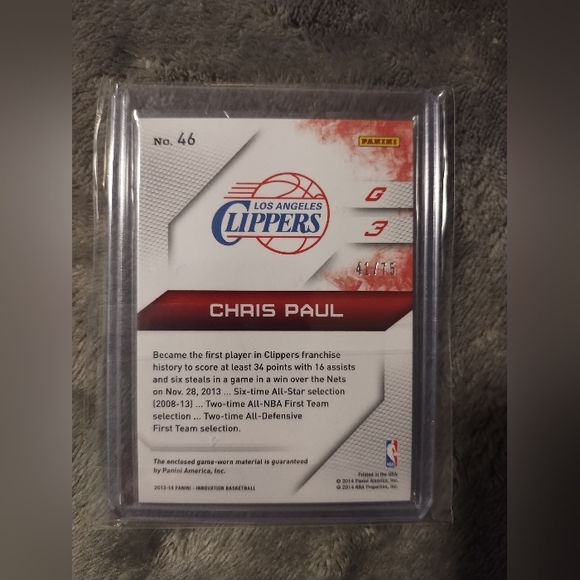 No. 46
PANINI
LOS ANGELES
CLIPPERS
G
3
41/75
CHRIS PAUL
Became the first player in Clippers franchise
history to score at least 34 points with 16 assists
and six steals in a game in a win over the Nets
on Nov. 28, 2013 ... Six-time All-Star selection
(2008-13) ... Two-time All-NBA First Team
selection ... Two-time All-Defensive
First Team selection.
The enclosed game-worn material is guaranteed
by Panini America, Inc.
Printed in the USA
© 2014 Panini America, Inc.
© 2014 NBA Properties, Inc.
2013-14 PANINI - INNOVATION BASKETBALL